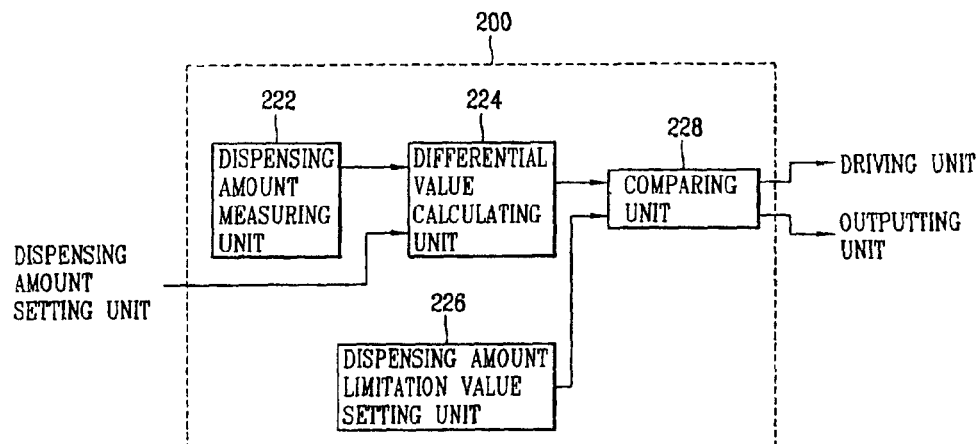 200
222
224
228
DISPENSING
AMOUNT
MEASURING
UNIT
DIFFERENTIAL
VALUE
CALCULATING
UNIT
COMPARING
UNIT
DRIVING UNIT
OUTPUTTING
UNIT
DISPENSING
AMOUNT
SETTING UNIT
226
DISPENSING AMOUNT
LIMITATION VALUE
SETTING UNIT